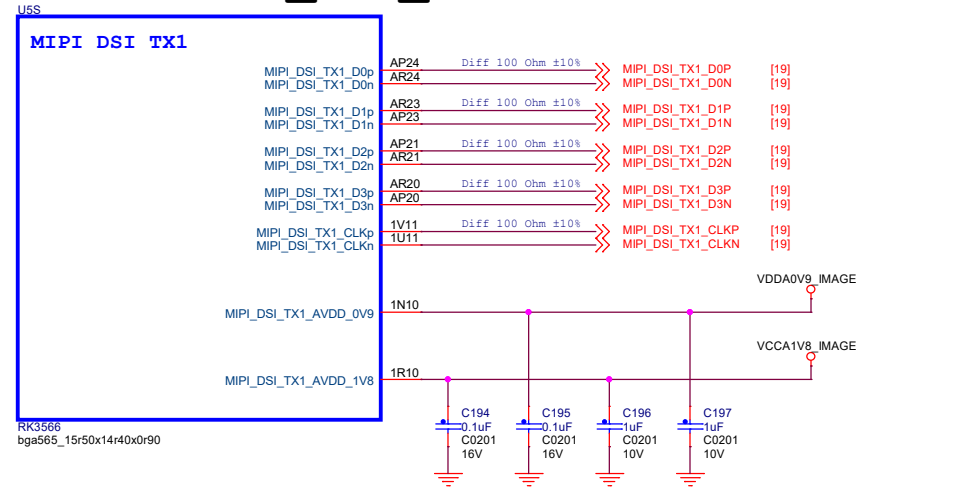 U5S
MIPI DSI TX1
MIPI_DSI_TX1_D0p AP24 Diff 100 Ohm ±10% MIPI_DSI_TX1_D0P [19]
MIPI_DSI_TX1_D0n AR24 MIPI_DSI_TX1_D0N [19]
MIPI_DSI_TX1_D1p AR23 Diff 100 Ohm ±10% MIPI_DSI_TX1_D1P [19]
MIPI_DSI_TX1_D1n AP23 MIPI_DSI_TX1_D1N [19]
MIPI_DSI_TX1_D2p AP21 Diff 100 Ohm ±10% MIPI_DSI_TX1_D2P [19]
MIPI_DSI_TX1_D2n AR21 MIPI_DSI_TX1_D2N [19]
MIPI_DSI_TX1_D3p AR20 Diff 100 Ohm ±10% MIPI_DSI_TX1_D3P [19]
MIPI_DSI_TX1_D3n AP20 MIPI_DSI_TX1_D3N [19]
MIPI_DSI_TX1_CLKp 1V11 Diff 100 Ohm ±10% MIPI_DSI_TX1_CLKP [19]
MIPI_DSI_TX1_CLKn 1U11 MIPI_DSI_TX1_CLKN [19]
VDDA0V9_IMAGE
MIPI_DSI_TX1_AVDD_0V9 1N10
VCCA1V8_IMAGE
MIPI_DSI_TX1_AVDD_1V8 1R10
C194 C195 C196 C197
0.1uF 0.1uF 1uF 1uF
C0201 C0201 C0201 C0201
16V 16V 10V 10V
RK3566
bga565_15r50x14r40x0r90